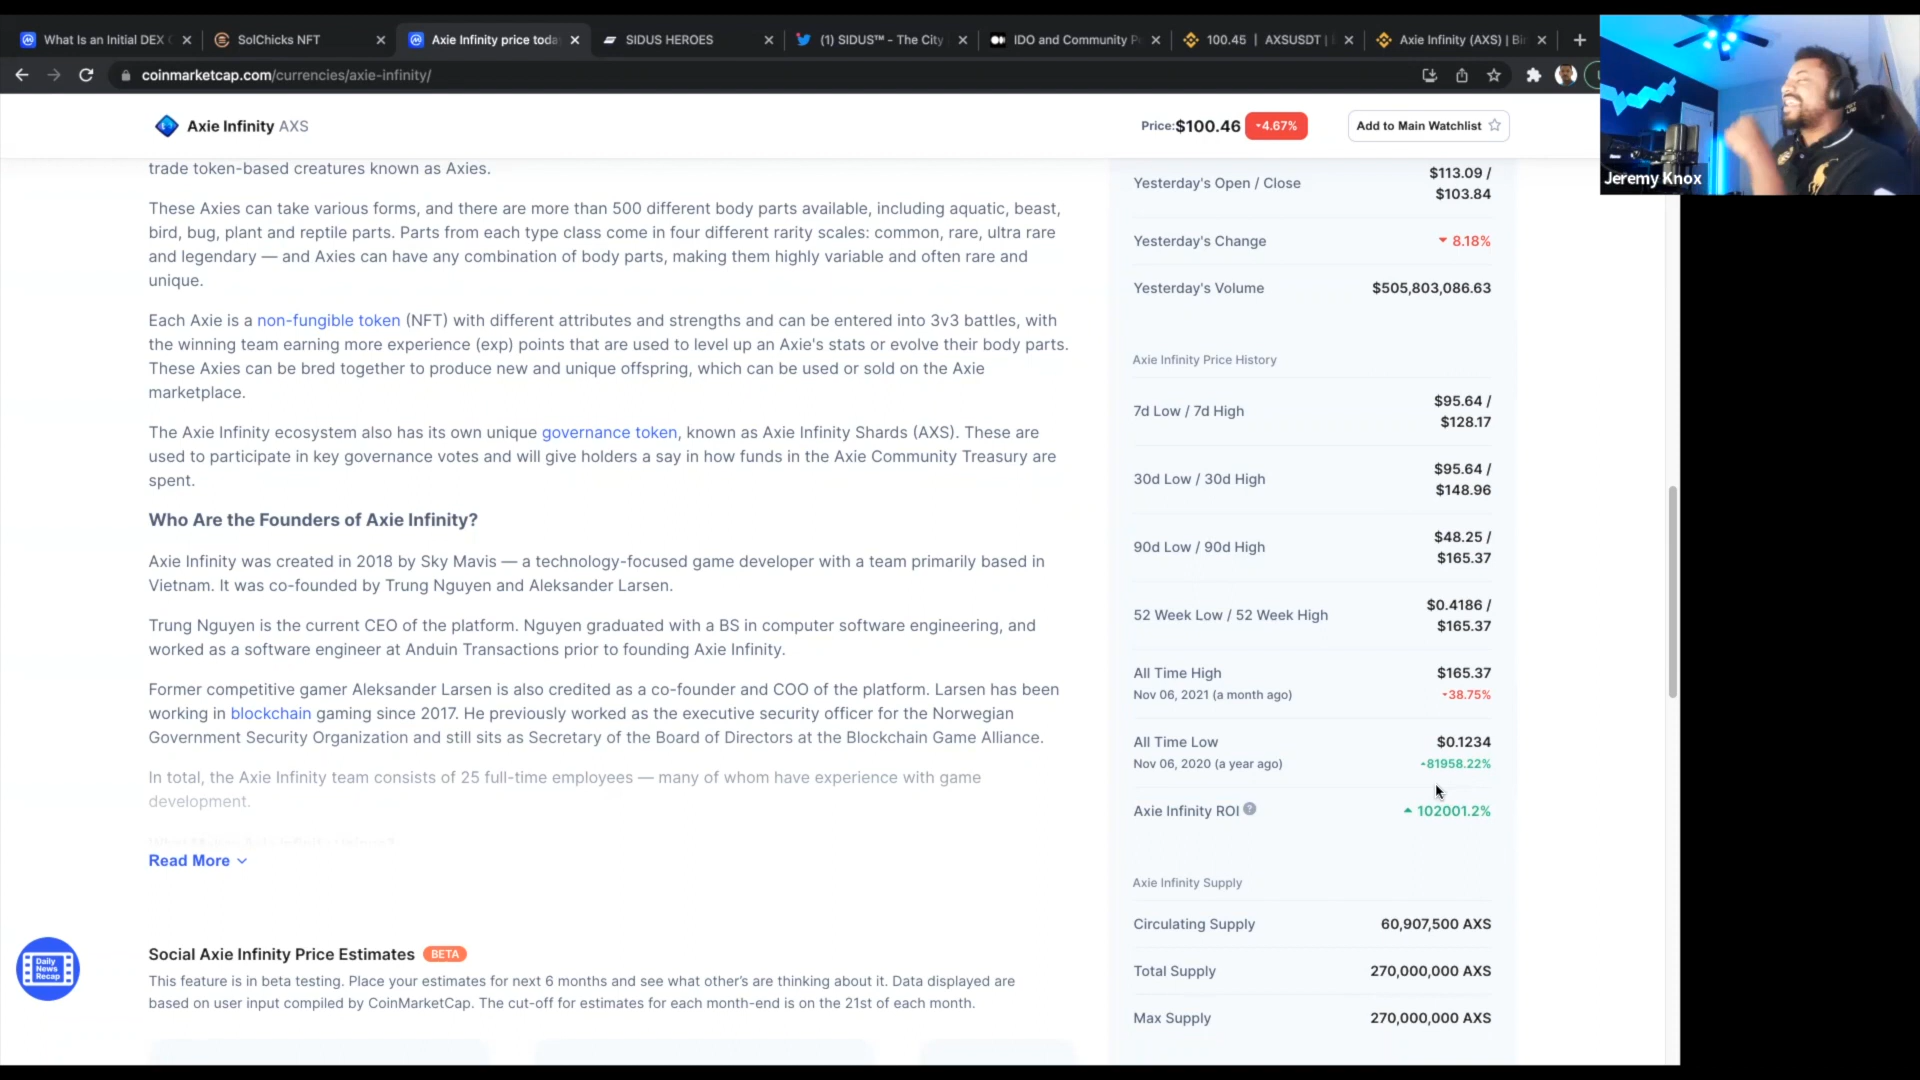 What Is an Initial DEX
SolChicks NFT
Axie Infinity price toda
SIDUS HEROES
(1) SIDUS™ - The City
IDO and Community P
100.45 | AXSUSDT |
Axie Infinity (AXS) | Bi
coinmarketcap.com/currencies/axie-infinity/
Jeremy Knox
Axie Infinity AXS
Price:$100.46
4.67%
Add to Main Watchlist
trade token-based creatures known as Axies.
These Axies can take various forms, and there are more than 500 different body parts available, including aquatic, beast,
bird, bug, plant and reptile parts. Parts from each type class come in four different rarity scales: common, rare, ultra rare
and legendary — and Axies can have any combination of body parts, making them highly variable and often rare and
unique.
Each Axie is a non-fungible token (NFT) with different attributes and strengths and can be entered into 3v3 battles, with
the winning team earning more experience (exp) points that are used to level up an Axie's stats or evolve their body parts.
These Axies can be bred together to produce new and unique offspring, which can be used or sold on the Axie
marketplace.
The Axie Infinity ecosystem also has its own unique governance token, known as Axie Infinity Shards (AXS). These are
used to participate in key governance votes and will give holders a say in how funds in the Axie Community Treasury are
spent.
Who Are the Founders of Axie Infinity?
Axie Infinity was created in 2018 by Sky Mavis — a technology-focused game developer with a team primarily based in
Vietnam. It was co-founded by Trung Nguyen and Aleksander Larsen.
Trung Nguyen is the current CEO of the platform. Nguyen graduated with a BS in computer software engineering, and
worked as a software engineer at Anduin Transactions prior to founding Axie Infinity.
Former competitive gamer Aleksander Larsen is also credited as a co-founder and COO of the platform. Larsen has been
working in blockchain gaming since 2017. He previously worked as the executive security officer for the Norwegian
Government Security Organization and still sits as Secretary of the Board of Directors at the Blockchain Game Alliance.
In total, the Axie Infinity team consists of 25 full-time employees — many of whom have experience with game
development.
Read More
Daily
News
Recap
Social Axie Infinity Price Estimates BETA
This feature is in beta testing. Place your estimates for next 6 months and see what other's are thinking about it. Data displayed are
based on user input compiled by CoinMarketCap. The cut-off for estimates for each month-end is on the 21st of each month.
Yesterday's Open / Close
$113.09 /
$103.84
Yesterday's Change
8.18%
Yesterday's Volume
$505,803,086.63
Axie Infinity Price History
7d Low / 7d High
$95.64 /
$128.17
30d Low / 30d High
$95.64 /
$148.96
90d Low / 90d High
$48.25 /
$165.37
52 Week Low / 52 Week High
$0.4186 /
$165.37
All Time High
$165.37
Nov 06, 2021 (a month ago)
38.75%
All Time Low
$0.1234
Nov 06, 2020 (a year ago)
81958.22%
Axie Infinity ROI
102001.2%
Axie Infinity Supply
Circulating Supply
60,907,500 AXS
Total Supply
270,000,000 AXS
Max Supply
270,000,000 AXS